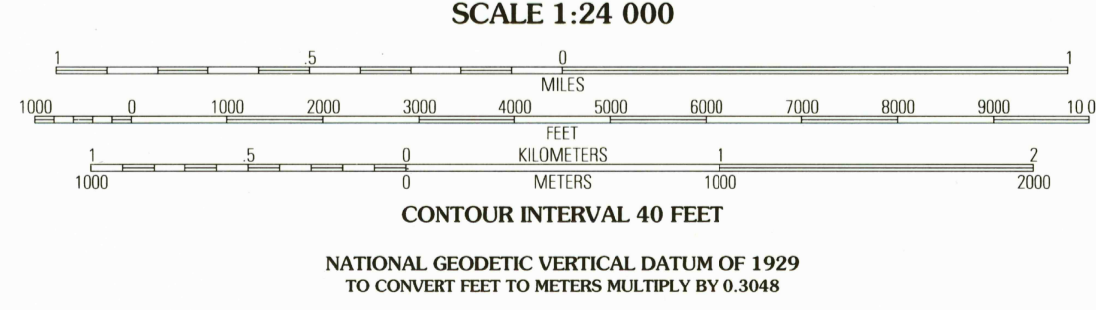 SCALE 1:24 000
1 .5 0 1
MILES
1000 0 1000 2000 3000 4000 5000 6000 7000 8000 9000 10 0
FEET
1 .5 0 KILOMETERS 1 2
1000 0 METERS 1000 2000
CONTOUR INTERVAL 40 FEET
NATIONAL GEODETIC VERTICAL DATUM OF 1929
TO CONVERT FEET TO METERS MULTIPLY BY 0.3048